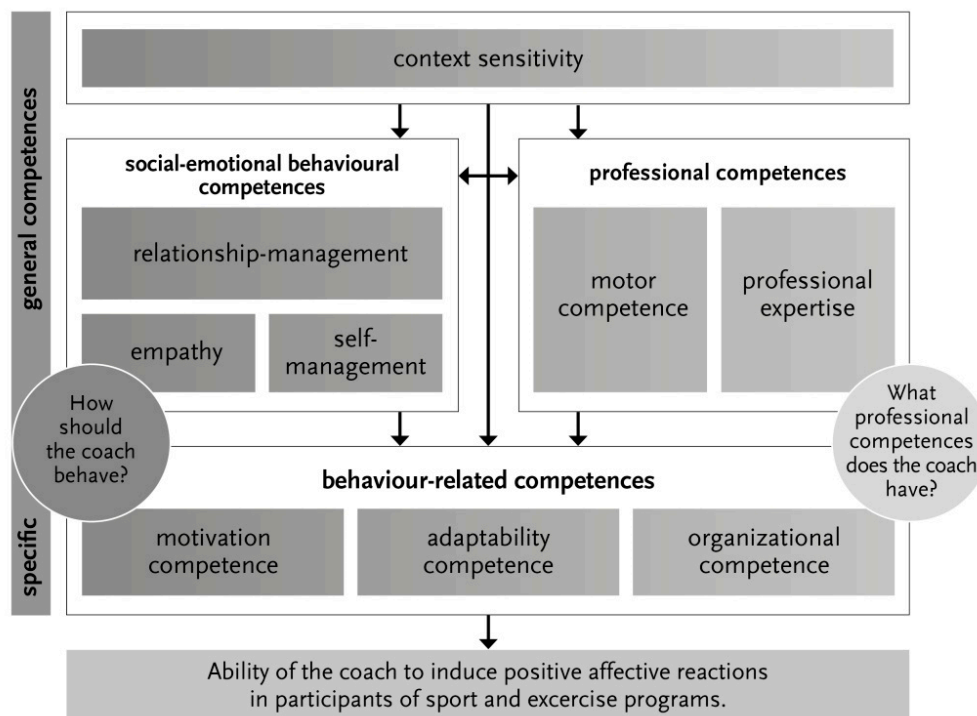 context sensitivity
general competences
social-emotional behavioural
competences
relationship-management
empathy
self-
management
professional competences
motor
competence
professional
expertise
How
should
the coach
behave?
What
professional
competences
does the coach
have?
specific
behaviour-related competences
motivation
competence
adaptability
competence
organizational
competence
Ability of the coach to induce positive affective reactions
in participants of sport and excercise programs.